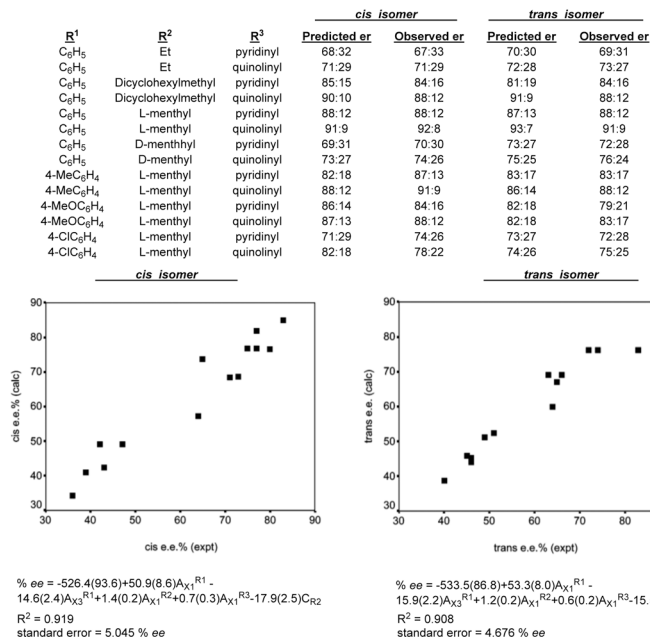 cis isomer trans isomer
R1 R2 R3 Predicted er Observed er Predicted er Observed er
C6H5 Et pyridinyl 68:32 67:33 70:30 69:31
C6H5 Et quinolinyl 71:29 71:29 72:28 73:27
C6H5 Dicyclohexylmethyl pyridinyl 85:15 84:16 81:19 84:16
C6H5 Dicyclohexylmethyl quinolinyl 90:10 88:12 91:9 88:12
C6H5 L-menthyl pyridinyl 88:12 88:12 87:13 88:12
C6H5 L-menthyl quinolinyl 91:9 92:8 93:7 91:9
C6H5 D-menthhyl pyridinyl 69:31 70:30 73:27 72:28
C6H5 D-menthyl quinolinyl 73:27 74:26 75:25 76:24
4-MeC6H4 L-menthyl pyridinyl 82:18 87:13 83:17 83:17
4-MeC6H4 L-menthyl quinolinyl 88:12 91:9 86:14 88:12
4-MeOC6H4 L-menthyl pyridinyl 86:14 84:16 82:18 79:21
4-MeOC6H4 L-menthyl quinolinyl 87:13 88:12 82:18 83:17
4-ClC6H4 L-menthyl pyridinyl 71:29 74:26 73:27 72:28
4-ClC6H4 L-menthyl quinolinyl 82:18 78:22 74:26 75:25
cis isomer
90
80
70
60
50
40
30
30 40 50 60 70 80 90
cis e.e.% (calc)
cis e.e.% (expt)
% ee = -526.4(93.6)+50.9(8.6)AX1R1 -
14.6(2.4)AX3R1+1.4(0.2)AX1R2+0.7(0.3)AX1R3-17.9(2.5)CR2
R2 = 0.919
standard error = 5.045 % ee
trans isomer
90
80
70
60
50
40
30
30 40 50 60 70 80
trans e.e.% (calc)
trans e.e.% (expt)
% ee = -533.5(86.8)+53.3(8.0)AX1R1 -
15.9(2.2)AX3R1+1.2(0.2)AX1R2+0.6(0.2)AX1R3-15.
R2 = 0.908
standard error = 4.676 % ee